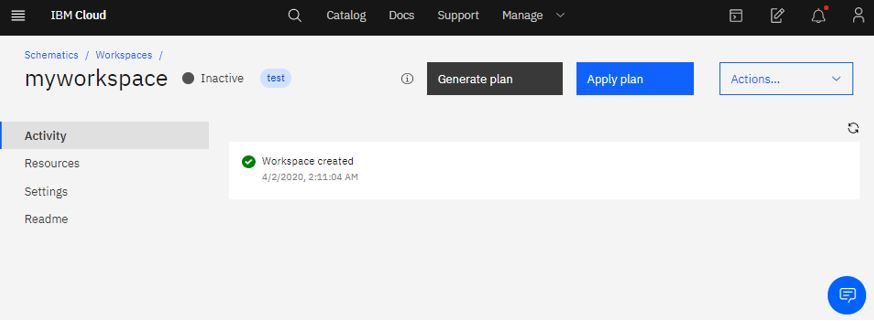 IBM Cloud Catalog Docs Support Manage
Schematics / Workspaces /
myworkspace Inactive test Generate plan Apply plan Actions...
Activity
Resources
Settings
Readme
Workspace created
4/2/2020, 2:11:04 AM